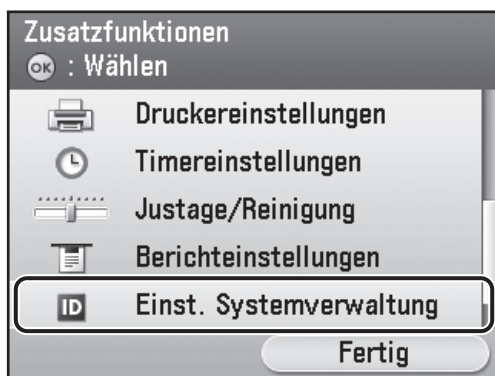 Zusatzfunktionen
OK : Wählen
Druckereinstellungen
Timereinstellungen
Justage/Reinigung
Berichteinstellungen
ID Einst. Systemverwaltung
Fertig